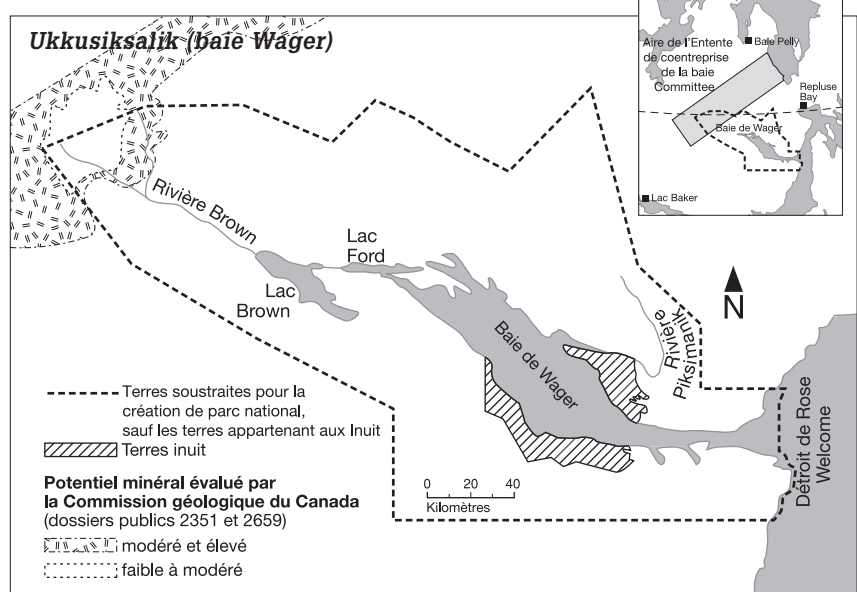 Ukkusiksalik (baie Wager)
Aire de l'Entente
de coentreprise
de la baie
Committee
Baie Pelly
Repluse
Bay
Baie de Wager
Lac Baker
Rivière Brown
Lac
Ford
Lac
Brown
Baie de Wager
Rivière
Piksimanik
N
Détroit de Rose
Welcome
Terres soustraites pour la
création de parc national,
sauf les terres appartenant aux Inuit
Terres inuit
Potentiel minéral évalué par
la Commission géologique du Canada
(dossiers publics 2351 et 2659)
modéré et élevé
faible à modéré
0 20 40
Kilomètres